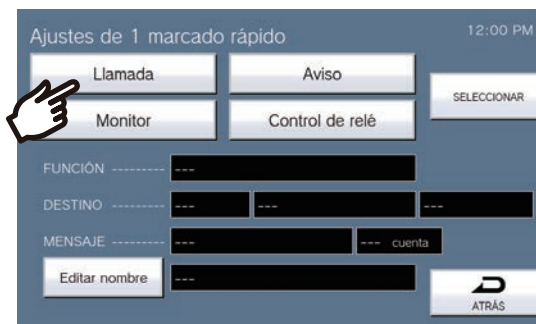 Ajustes de 1 marcado rápido 12:00 PM
Llamada Aviso
SELECCIONAR
Monitor Control de relé
FUNCIÓN --------- ---
DESTINO --------- --- --- ---
MENSAJE --------- --- --- cuenta
Editar nombre ---
ATRÁS